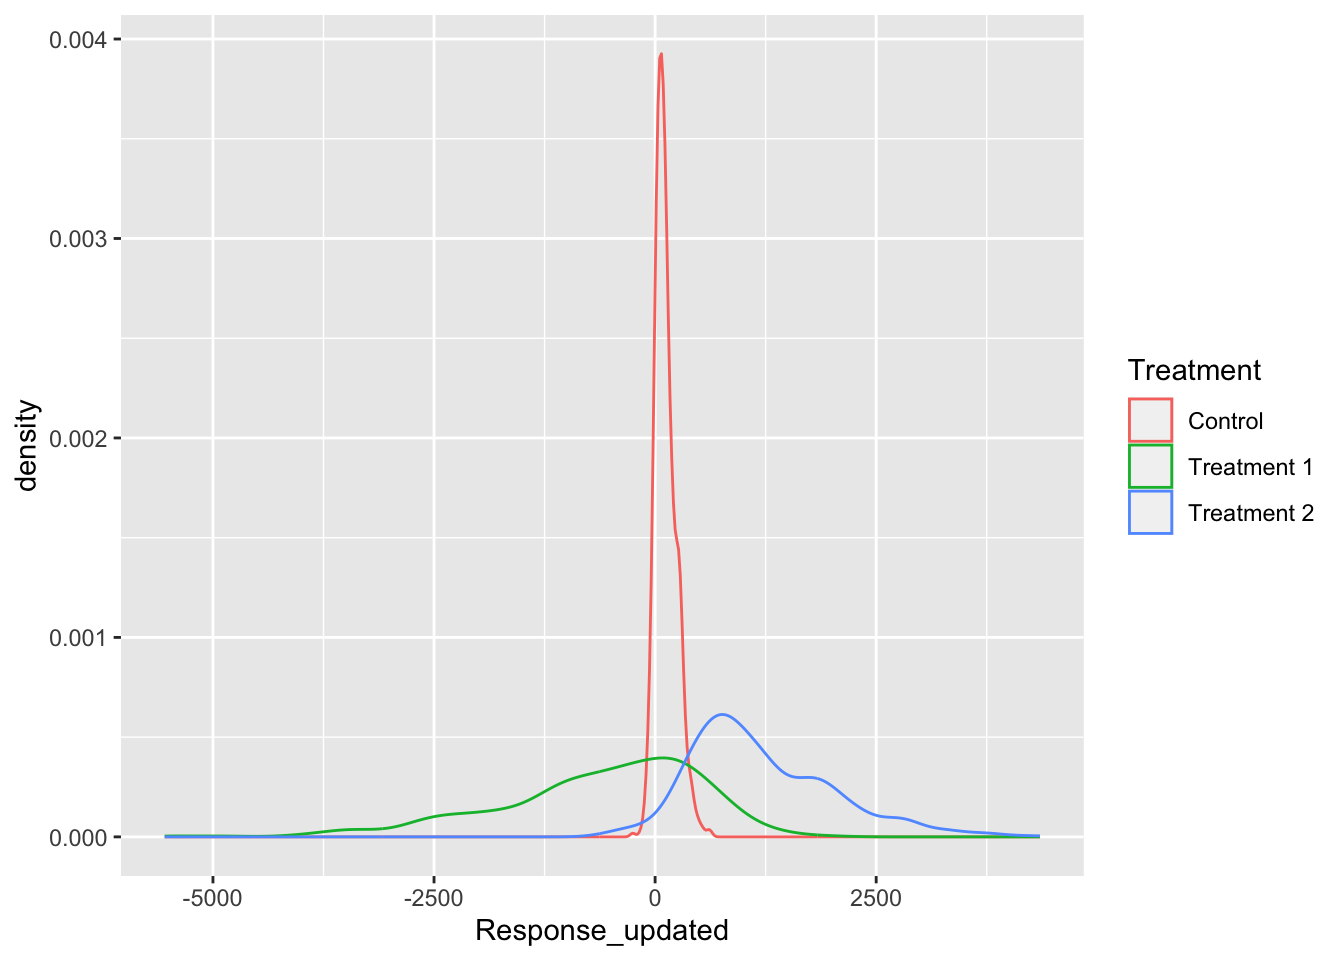 0.004
0.003
0.002
0.001
0.000
density
-5000
-2500
0
2500
Response_updated
Treatment
Control
Treatment 1
Treatment 2